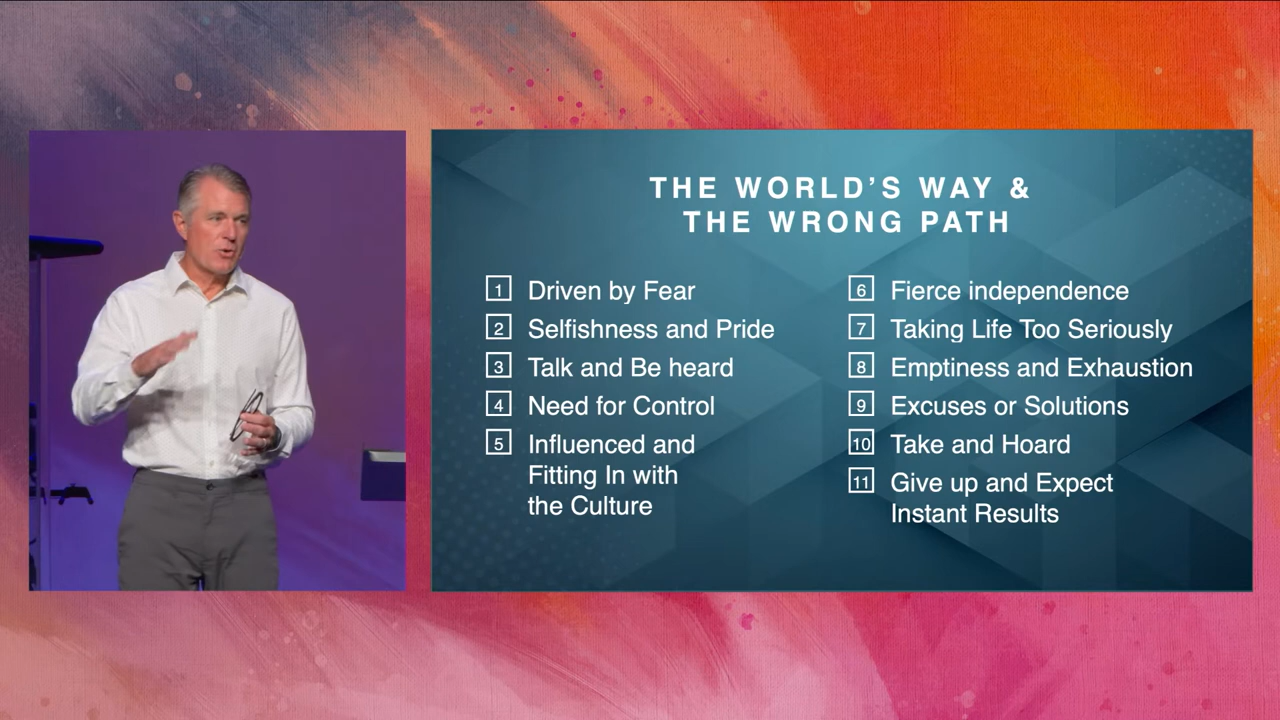 THE WORLD’S WAY &
THE WRONG PATH
1 Driven by Fear
2 Selfishness and Pride
3 Talk and Be heard
4 Need for Control
5 Influenced and
Fitting In with
the Culture
6 Fierce independence
7 Taking Life Too Seriously
8 Emptiness and Exhaustion
9 Excuses or Solutions
10 Take and Hoard
11 Give up and Expect
Instant Results